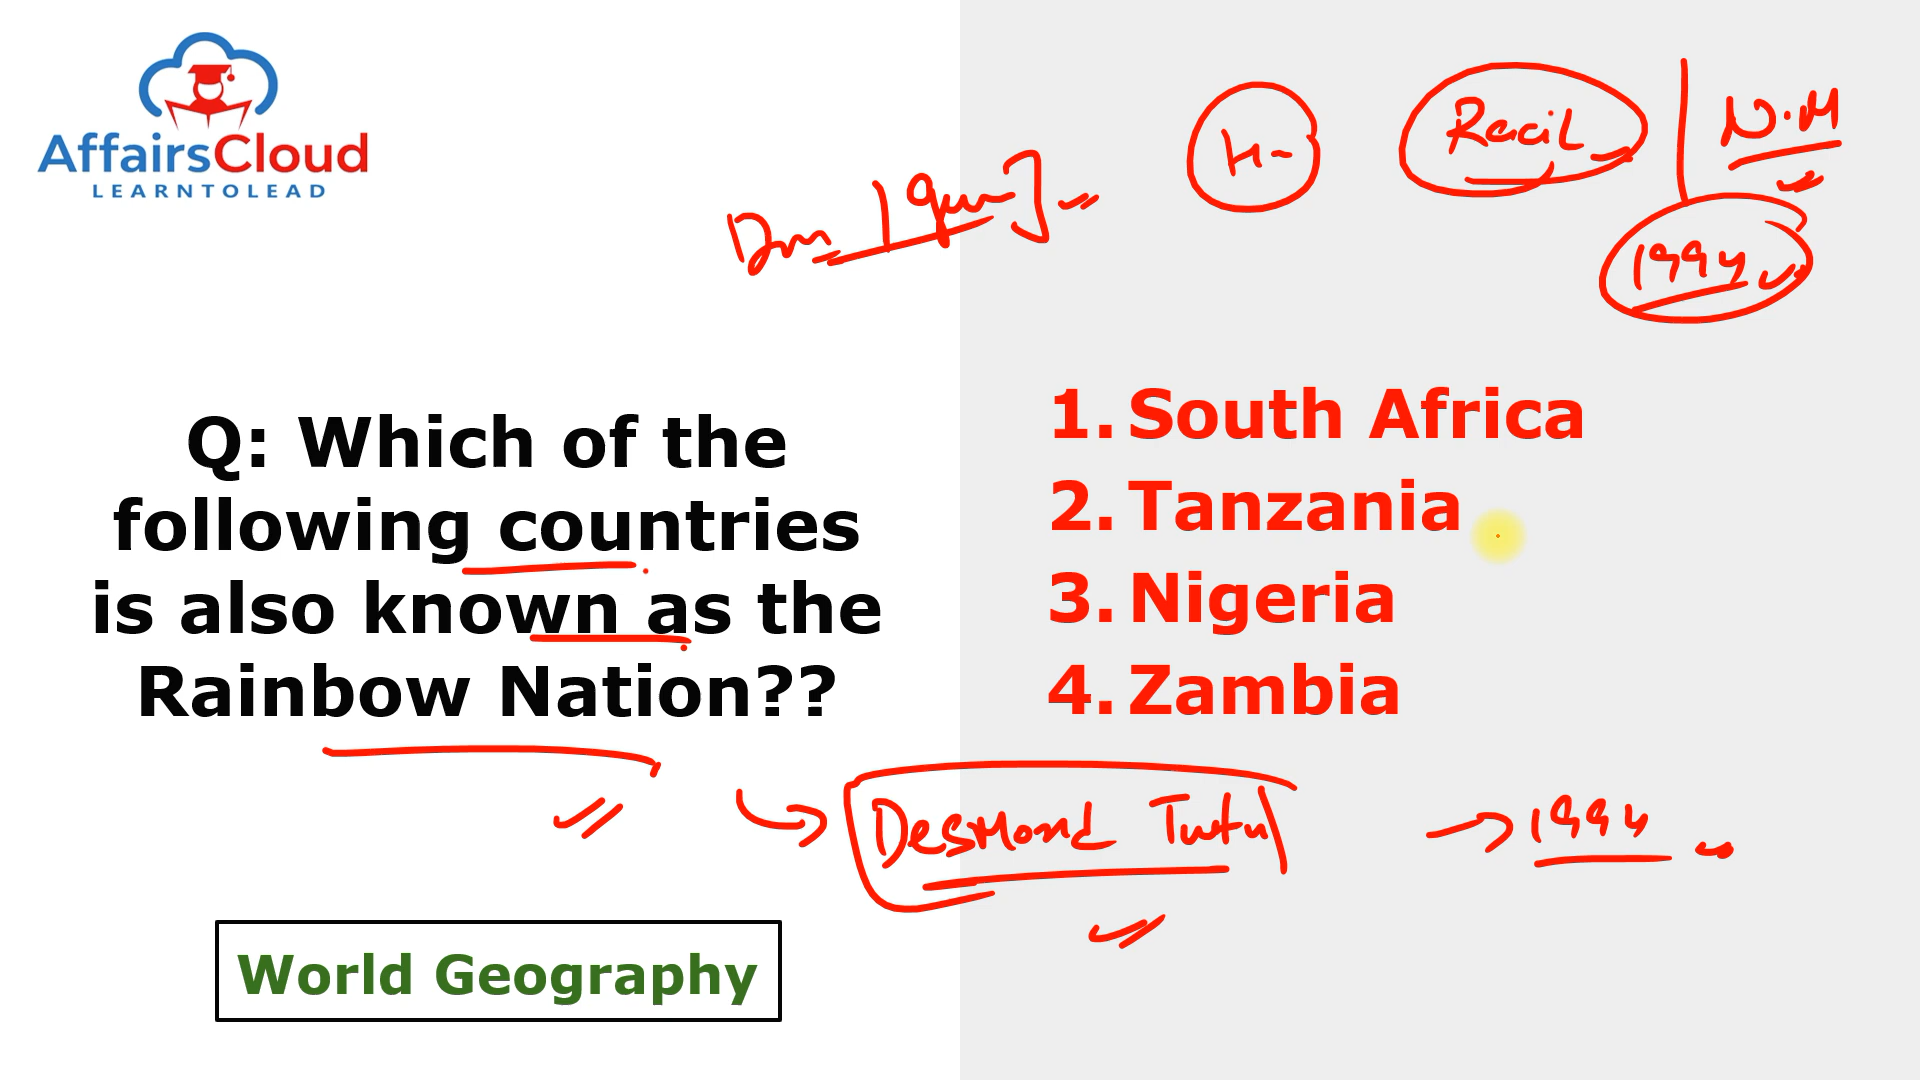 AffairsCloud
LEARNTOLEAD
H-
N.M
1994
Q: Which of the
following countries
is also known as the
Rainbow Nation??
1. South Africa
2. Tanzania
3. Nigeria
4. Zambia
Desmond Tutu
1994
World Geography